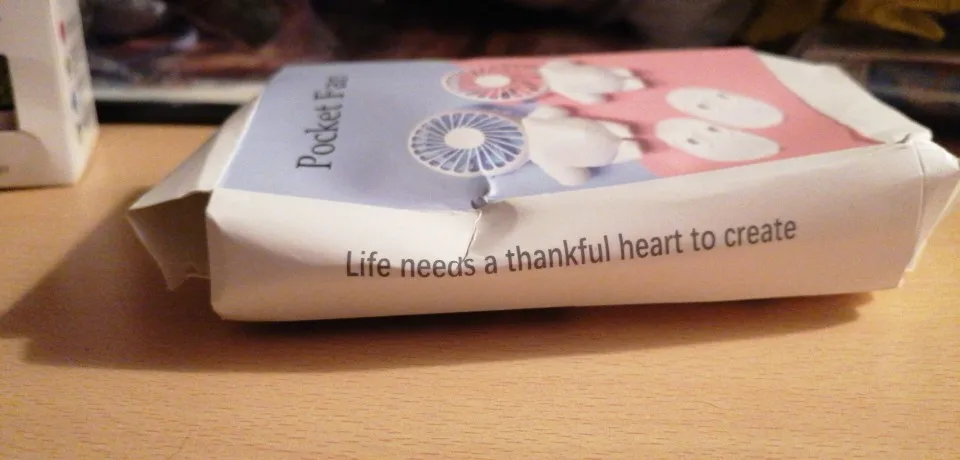 Pocket Fan
Life needs a thankful heart to create